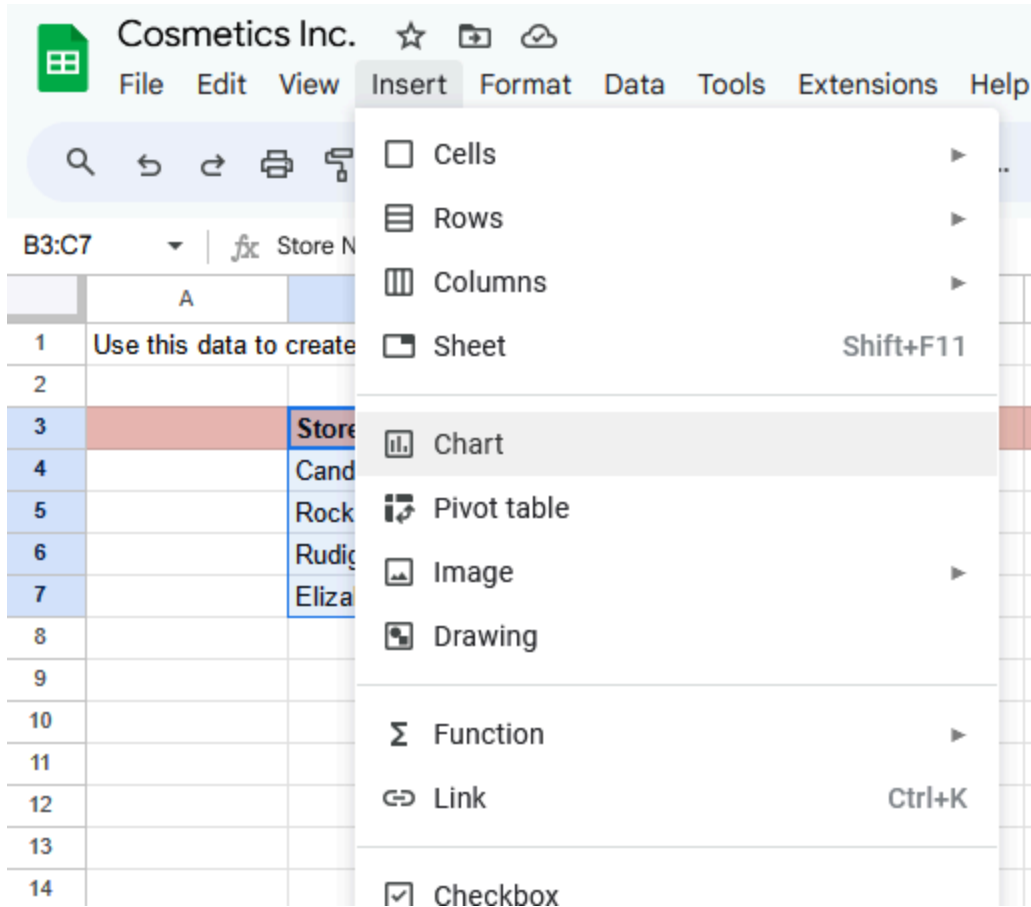 Cosmetics Inc.
File Edit View Insert Format Data Tools Extensions Help
B3:C7 fx Store N
Cells
Rows
Columns
Sheet Shift+F11
Chart
Pivot table
Image
Drawing
Σ Function
Link Ctrl+K
Checkbox
A
1 Use this data to create
2
3 Store
4 Cand
5 Rock
6 Rudig
7 Eliza
8
9
10
11
12
13
14